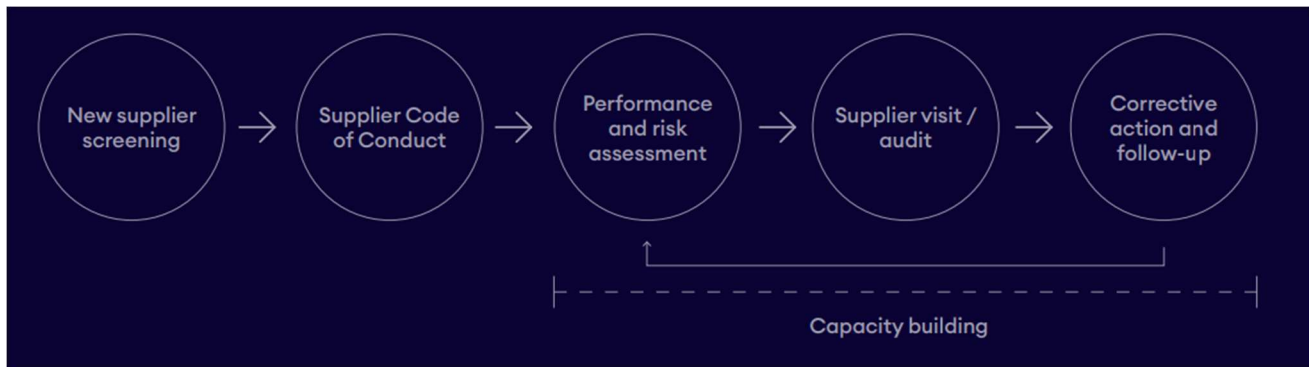 New supplier
screening
Supplier Code
of Conduct
Performance
and risk
assessment
Supplier visit /
audit
Corrective
action and
follow-up
Capacity building